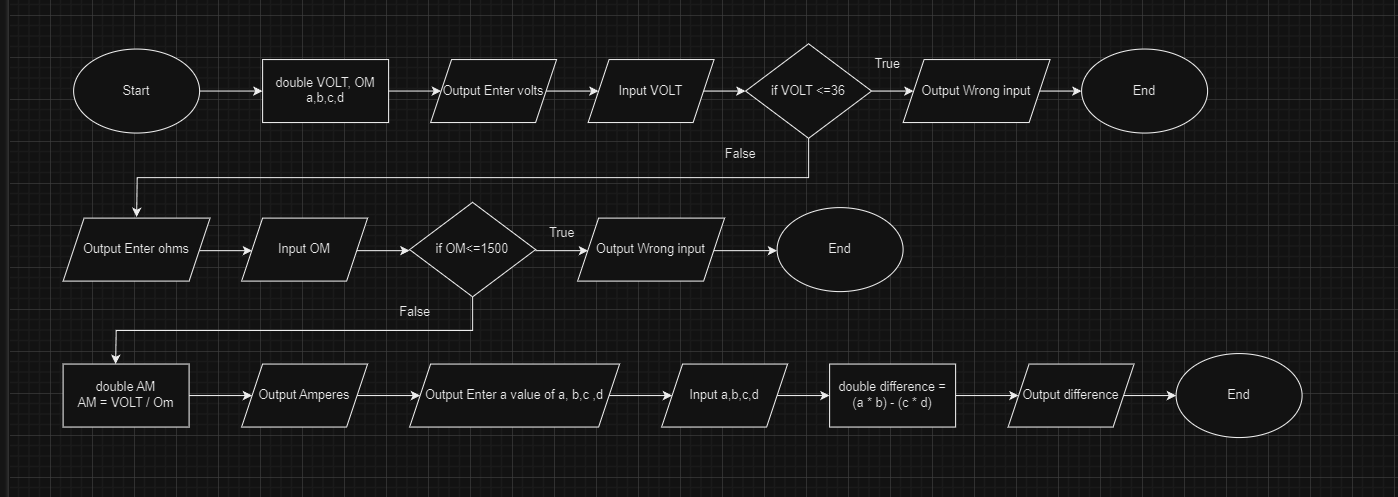 Start
double VOLT, OM
a,b,c,d
Output Enter volts
Input VOLT
if VOLT <=36
True
Output Wrong input
End
False
Output Enter ohms
Input OM
if OM<=1500
True
Output Wrong input
End
False
double AM
AM = VOLT / Om
Output Amperes
Output Enter a value of a, b,c ,d
Input a,b,c,d
double difference =
(a * b) - (c * d)
Output difference
End